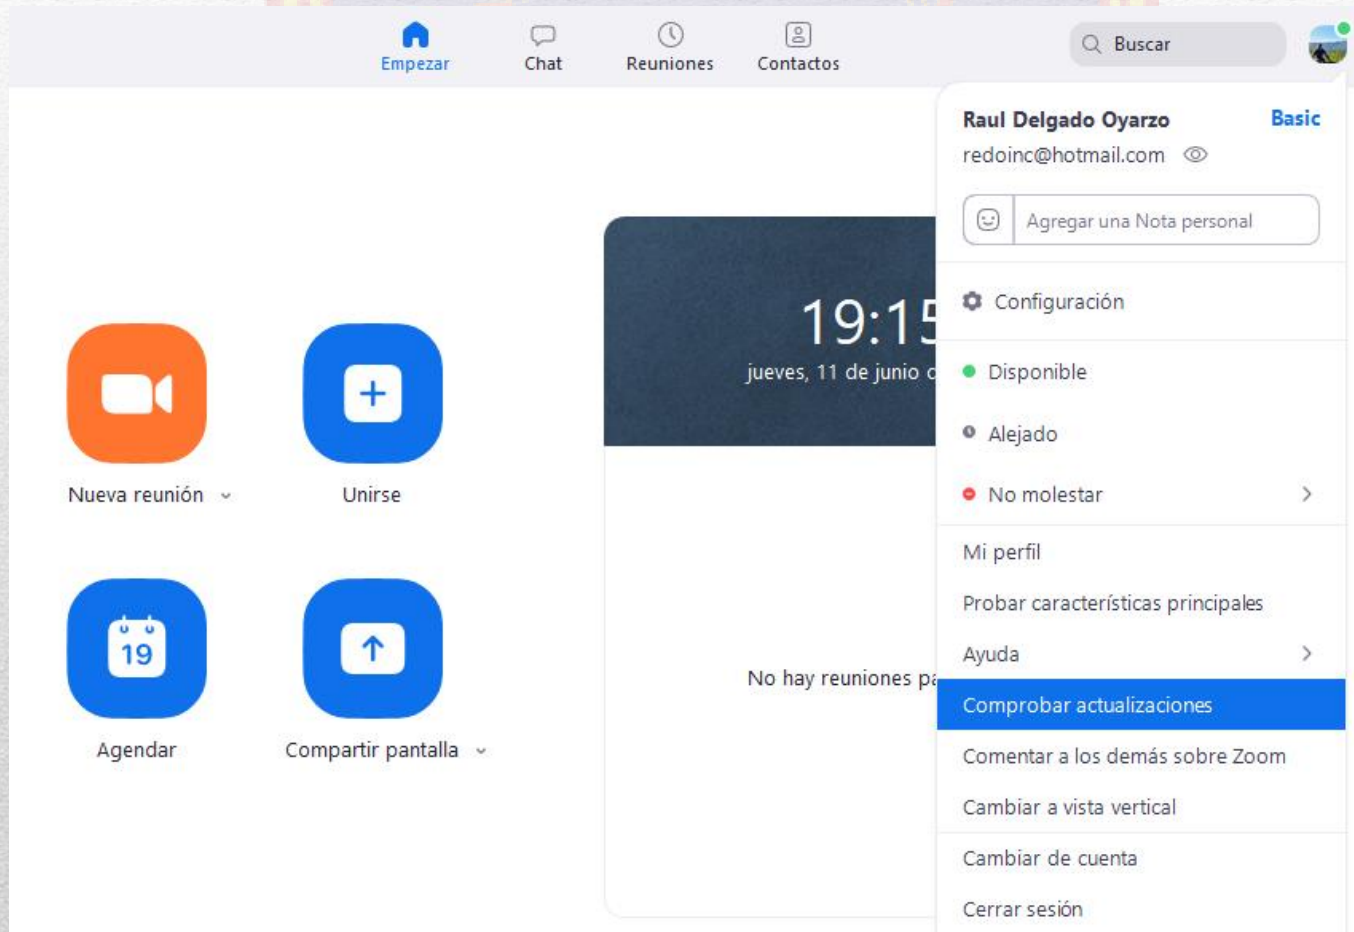 Empezar
Chat
Reuniones
Contactos
Buscar
Raul Delgado Oyarzo
Basic
redoinc@hotmail.com
Agregar una Nota personal
Configuración
Disponible
Alejado
No molestar
Mi perfil
Probar características principales
Ayuda
Comprobar actualizaciones
Comentar a los demás sobre Zoom
Cambiar a vista vertical
Cambiar de cuenta
Cerrar sesión
19:15
jueves, 11 de junio
No hay reuniones
Nueva reunión
Unirse
19
Agendar
Compartir pantalla